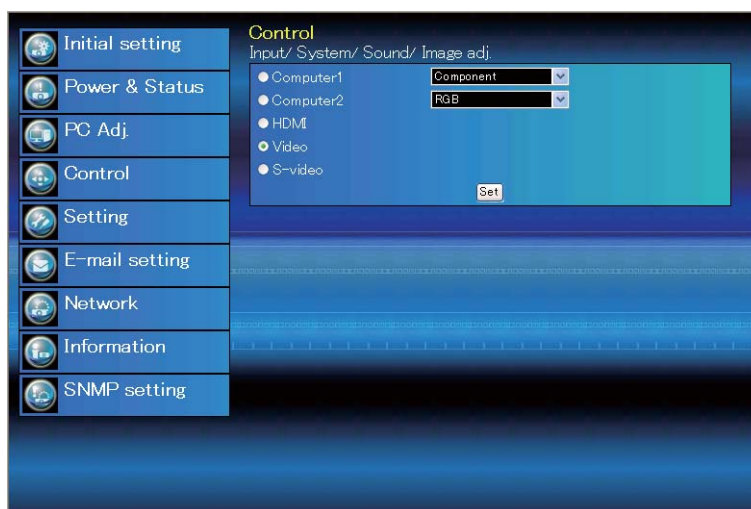 Initial setting
Power & Status
PC Adj.
Control
Setting
E-mail setting
Network
Information
SNMP setting
Control
Input/ System/ Sound/ Image adj.
Computer1 Component
Computer2 RGB
HDMI
Video
S-video
Set